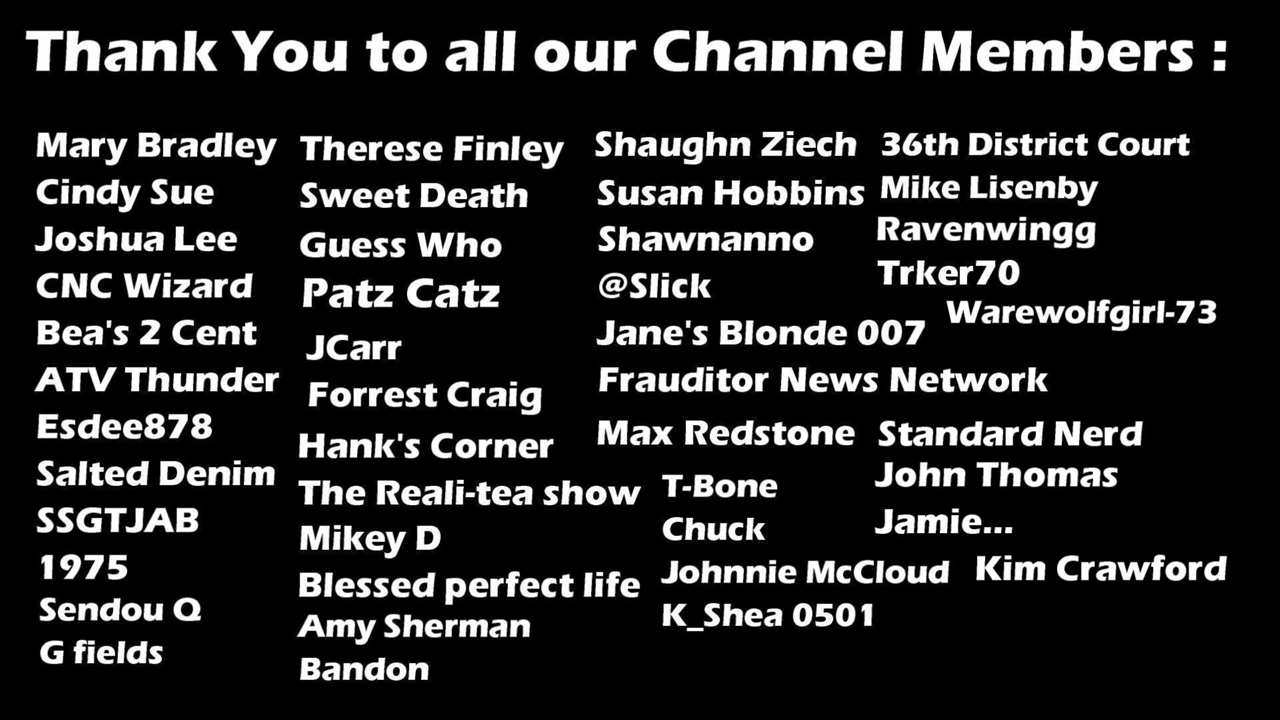 Thank You to all our Channel Members :
Mary Bradley
Cindy Sue
Joshua Lee
CNC Wizard
Bea's 2 Cent
ATV Thunder
Esdee878
Salted Denim
SSGTJAB
1975
Sendou Q
G fields
Therese Finley
Sweet Death
Guess Who
Patz Catz
JCarr
Forrest Craig
Hank's Corner
The Reali-tea show
Mikey D
Blessed perfect life
Amy Sherman
Bandon
Shaughn Ziech
Susan Hobbins
Shawnanno
@Slick
Jane's Blonde 007
Frauditor News Network
Max Redstone
T-Bone
Chuck
Johnnie McCloud
K_Shea 0501
36th District Court
Mike Lisenby
Ravenwingg
Trker70
Warewolfgirl-73
Standard Nerd
John Thomas
Jamie...
Kim Crawford